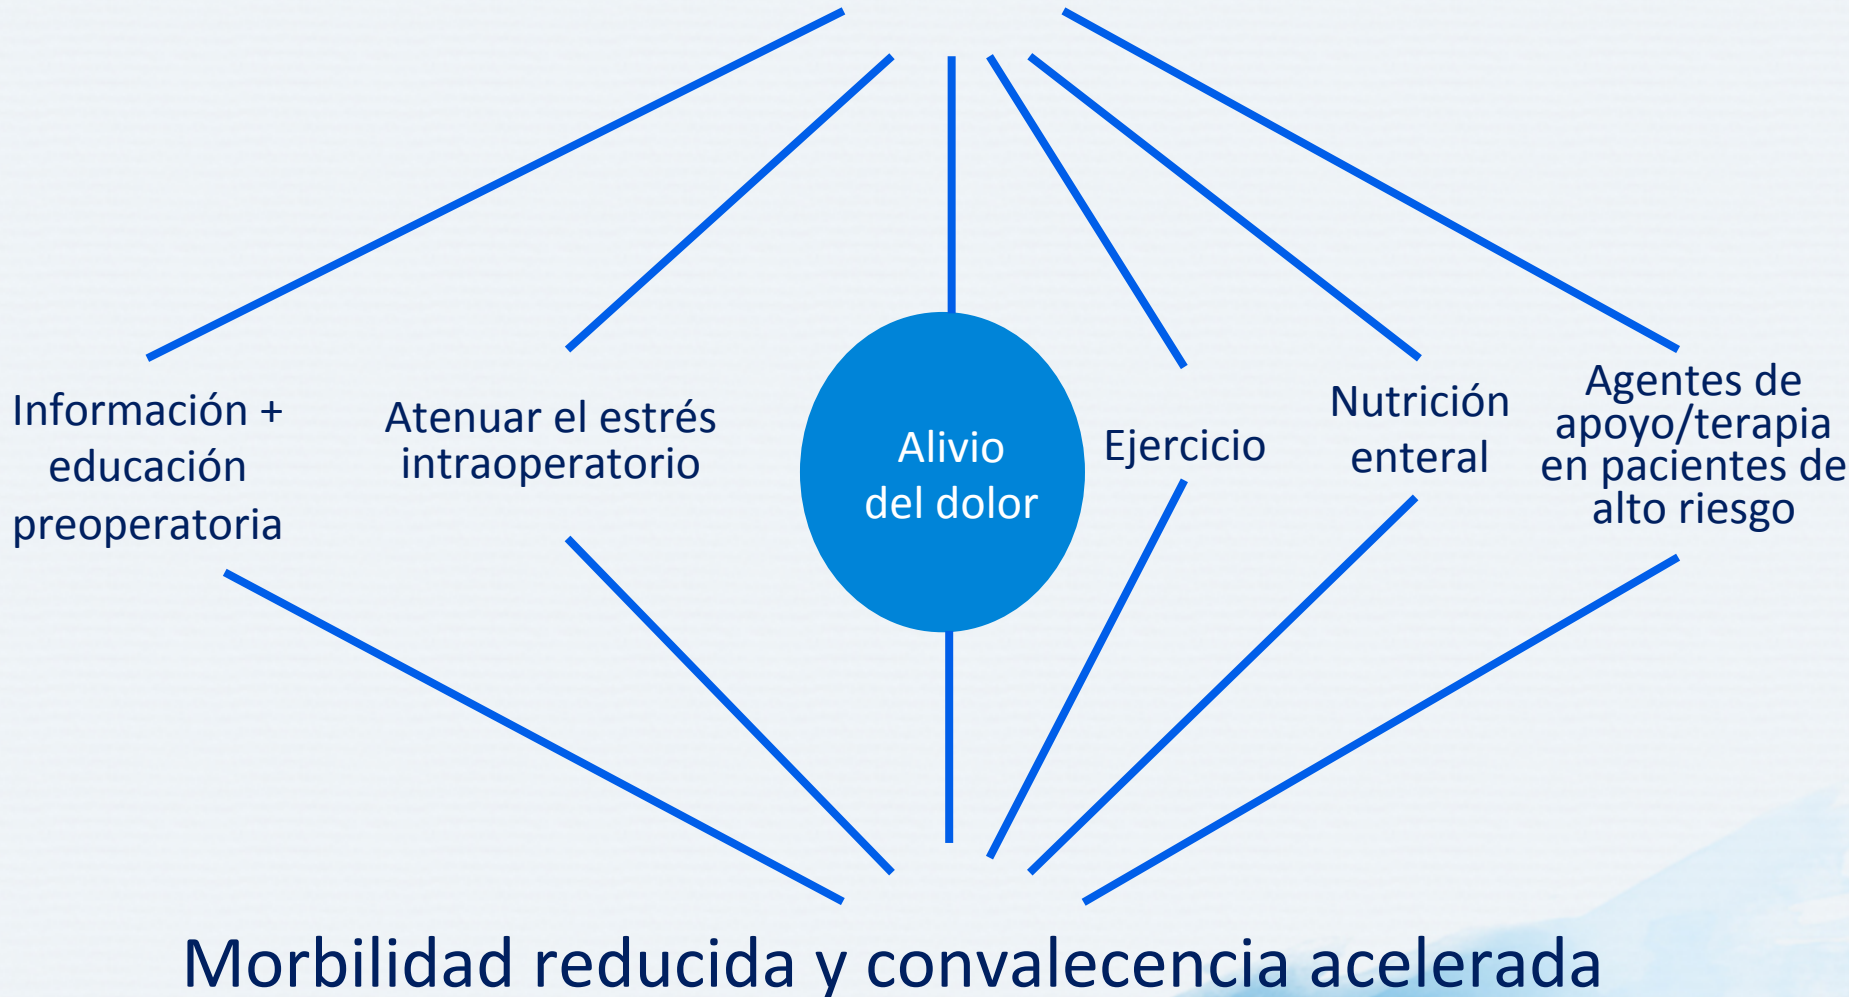 Información +
educación
preoperatoria
Atenuar el estrés
intraoperatorio
Alivio
del dolor
Ejercicio
Nutrición
enteral
Agentes de
apoyo/terapia
en pacientes de
alto riesgo
Morbilidad reducida y convalecencia acelerada